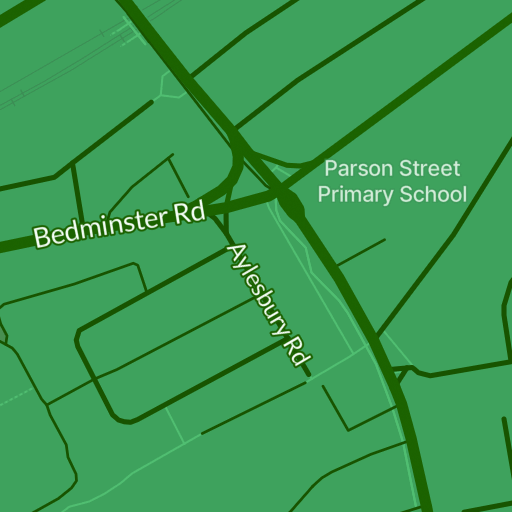 Parson Street
Primary School
Bedminster Rd
Aylesbury Rd